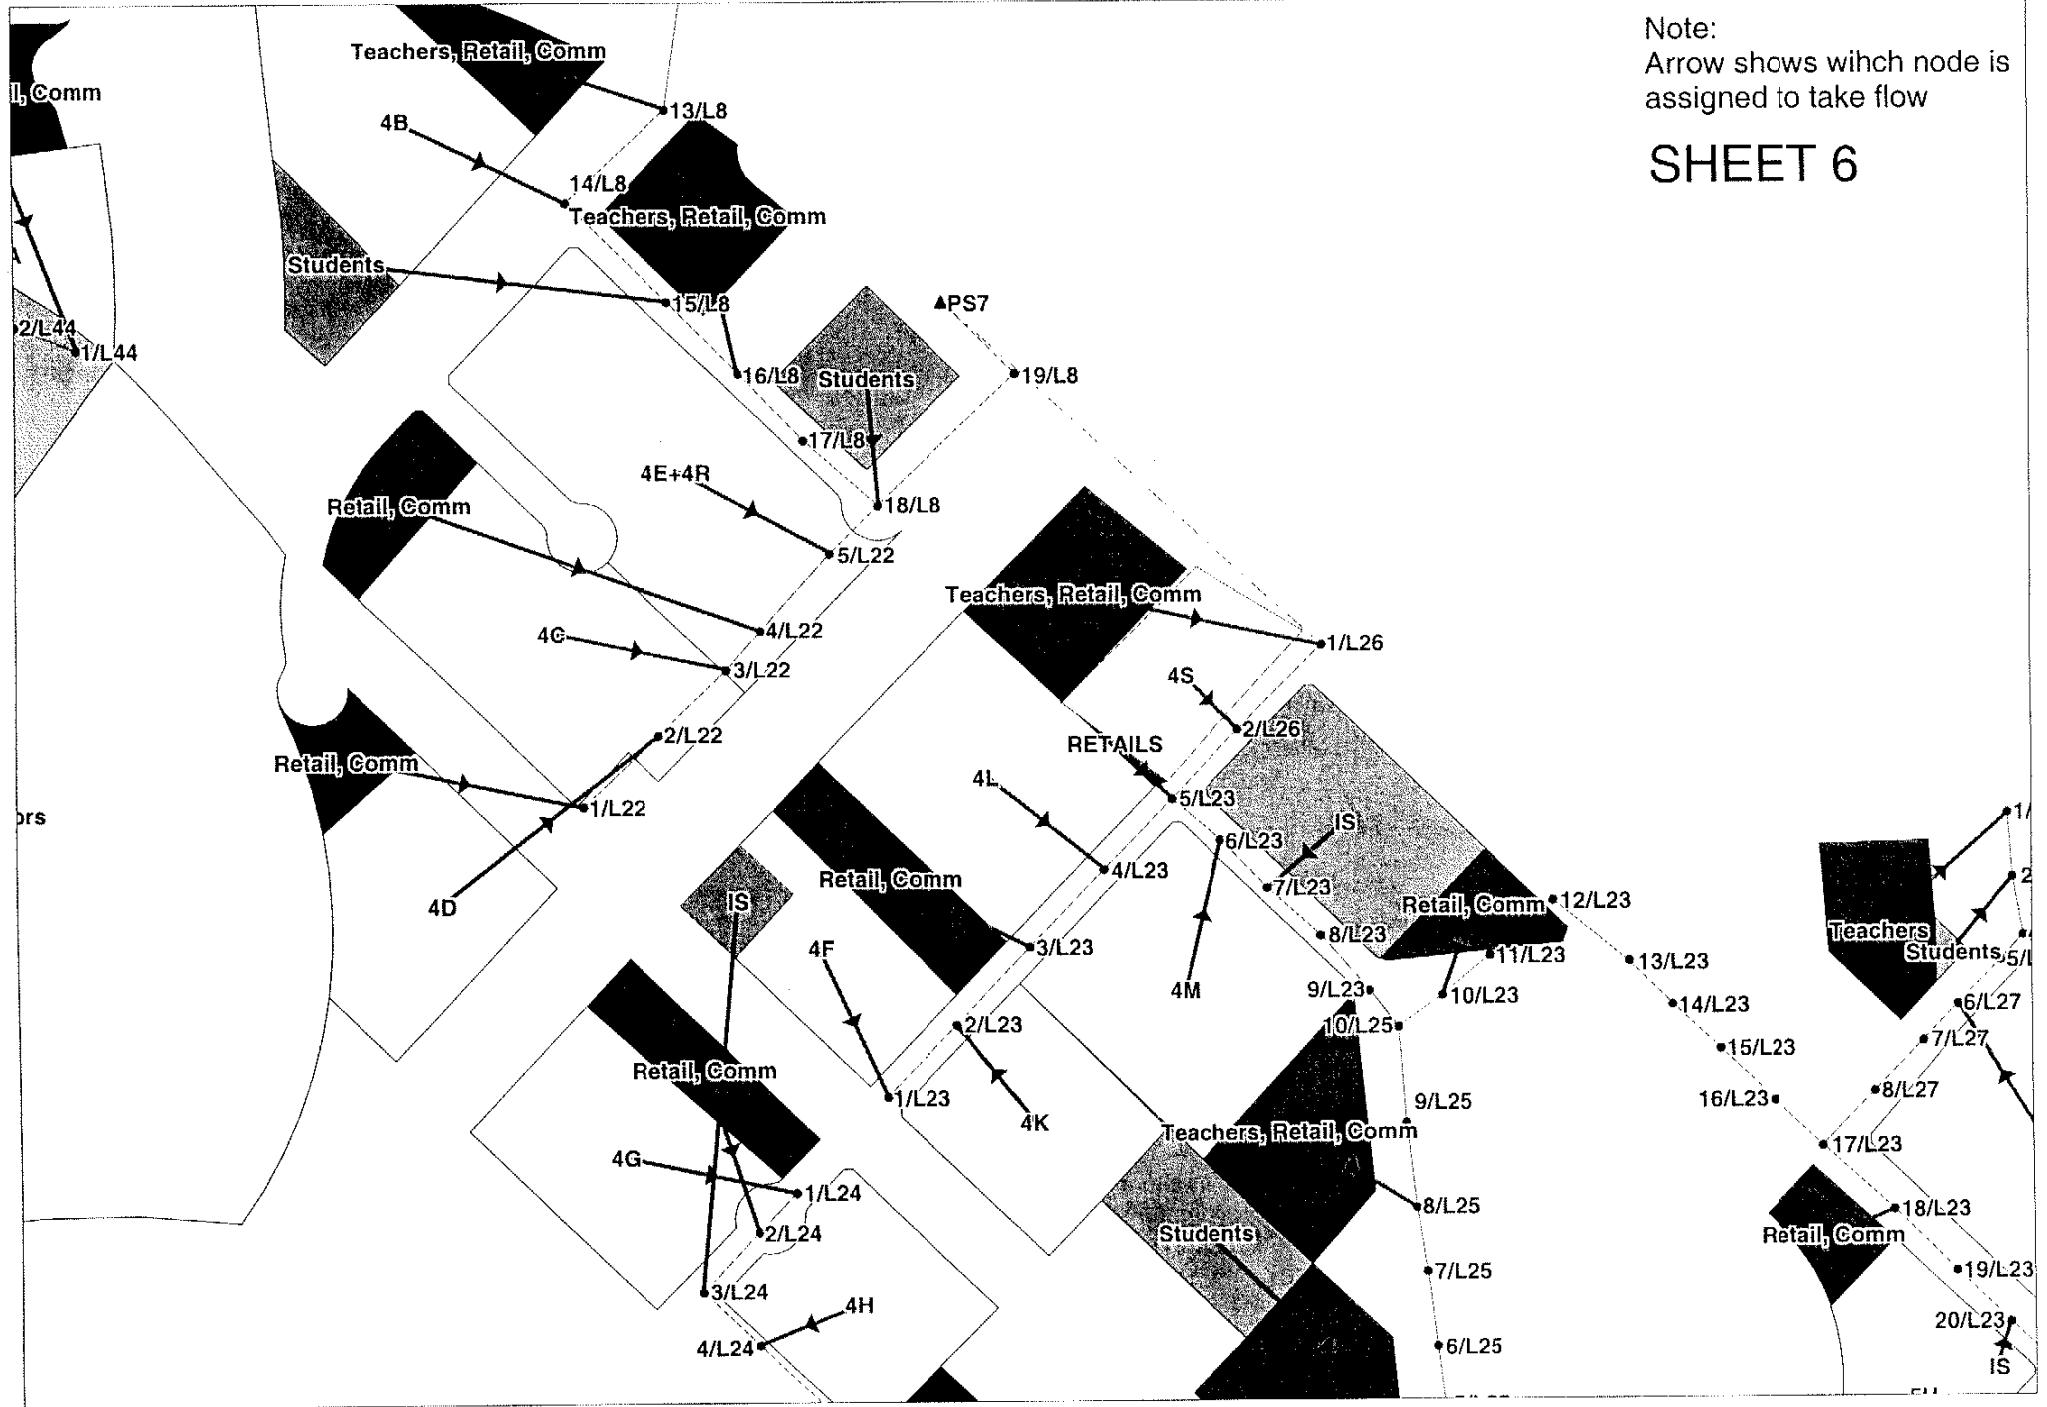 Note:
Arrow shows wihch node is
assigned to take flow
SHEET 6
Teachers, Retail, Comm
l, Comm
13/L8
4B
14/L8
Teachers, Retail, Comm
Students
15/L8
PS7
2/L44
1/L44
16/L8
Students
19/L8
17/L8
4E+4R
18/L8
Retail, Comm
5/L22
Teachers, Retail, Comm
4C
4/L22
1/L26
3/L22
4S
2/L22
2/L26
RETAILS
Retail, Comm
4L
1/L22
5/L23
1/
ors
IS
6/L23
4/L23
Retail, Comm
7/L23
2
IS
4D
Retail, Comm
12/L23
Teachers
8/L23
4F
3/L23
Students
5/L
11/L23
13/L23
4M
9/L23
10/L23
14/L23
6/L27
2/L23
10/L25
7/L27
15/L23
Retail, Comm
8/L27
1/L23
9/L25
16/L23
4K
Teachers, Retail, Comm
17/L23
4G
1/L24
8/L25
18/L23
2/L24
Students
Retail, Comm
7/L25
19/L23
3/L24
4H
20/L23
4/L24
6/L25
IS